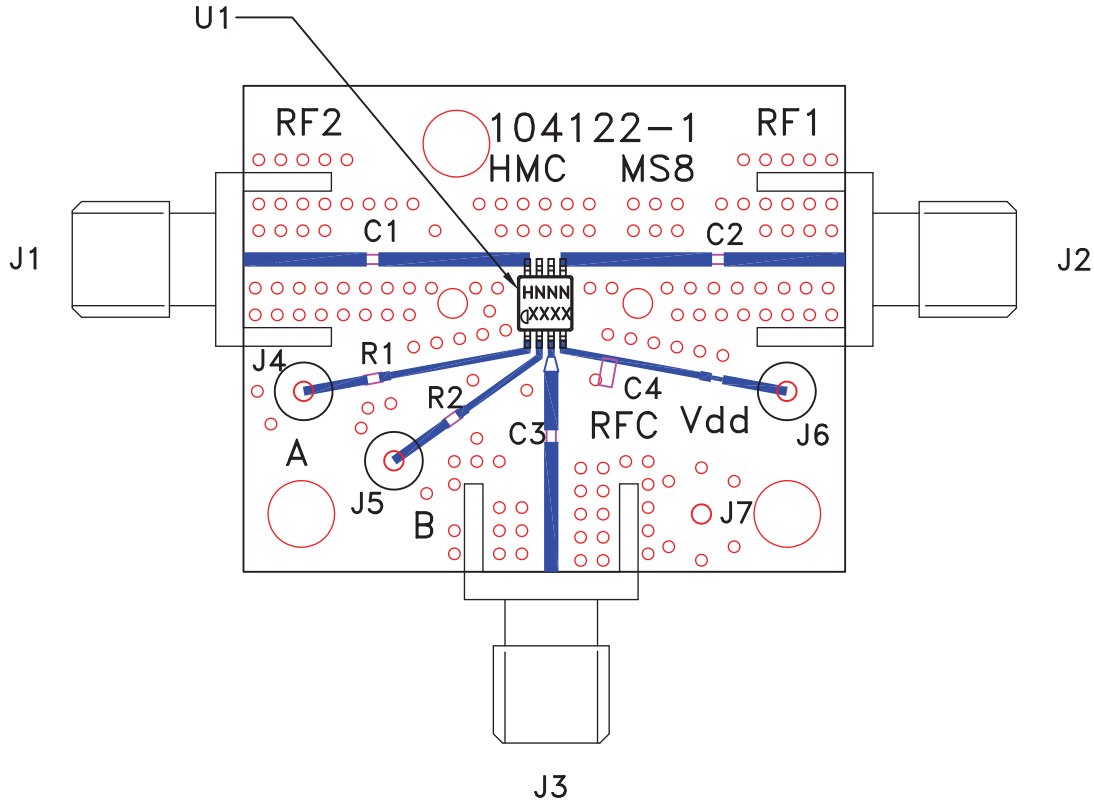 U1
RF2
104122-1
RF1
HMC MS8
C1
C2
J1
J2
HNNN
XXXX
J4
R1
R2
C4
C3
RFC
Vdd
J6
A
J5
B
J7
J3